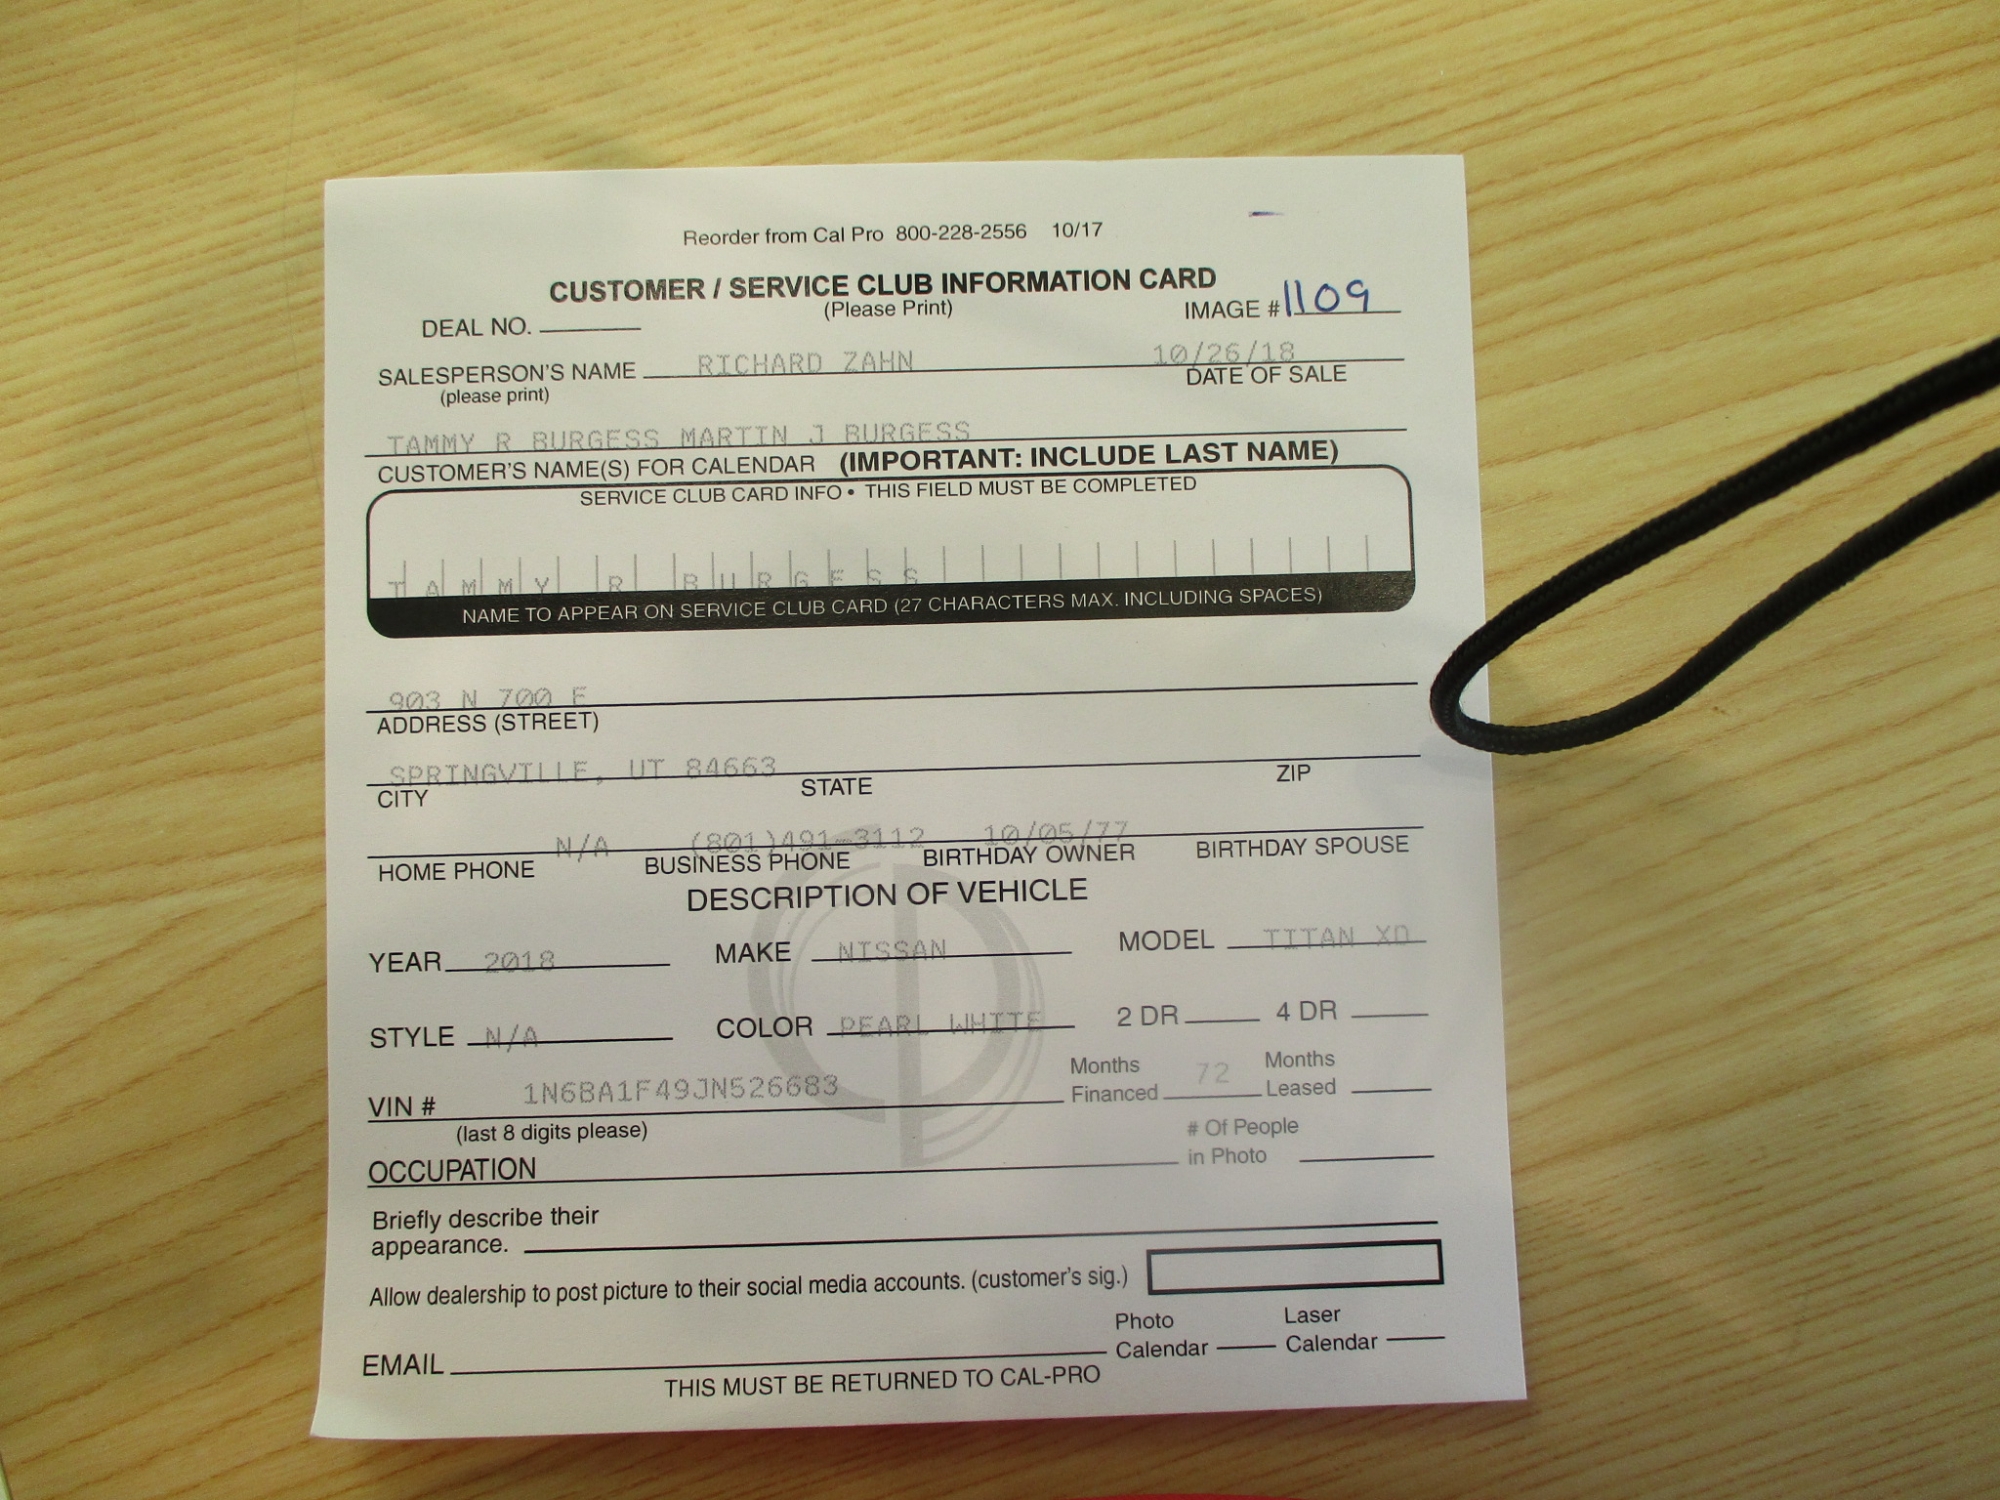 Reorder from Cal Pro 800-228-2556 10/17
CUSTOMER / SERVICE CLUB INFORMATION CARD
(Please Print)
DEAL NO. IMAGE # 1109
SALESPERSON'S NAME RICHARD ZAHN 10/26/18
(please print) DATE OF SALE
TAMMY R BURGESS MARTIN J BURGESS
CUSTOMER'S NAME(S) FOR CALENDAR (IMPORTANT: INCLUDE LAST NAME)
SERVICE CLUB CARD INFO • THIS FIELD MUST BE COMPLETED
TAMMY R BURGESS
NAME TO APPEAR ON SERVICE CLUB CARD (27 CHARACTERS MAX. INCLUDING SPACES)
903 N 700 E
ADDRESS (STREET)
SPRINGVILLE, UT 84663
CITY STATE ZIP
N/A (801)491-3112 10/05/77
HOME PHONE BUSINESS PHONE BIRTHDAY OWNER BIRTHDAY SPOUSE
DESCRIPTION OF VEHICLE
YEAR 2018 MAKE NISSAN MODEL TITAN XD
STYLE N/A COLOR PEARL WHITE 2 DR 4 DR
VIN # 1N6BA1F49JN526683 Months Financed 72 Months Leased
(last 8 digits please)
OCCUPATION # Of People in Photo
Briefly describe their
appearance.
Allow dealership to post picture to their social media accounts. (customer's sig.)
EMAIL Photo Calendar Laser Calendar
THIS MUST BE RETURNED TO CAL-PRO